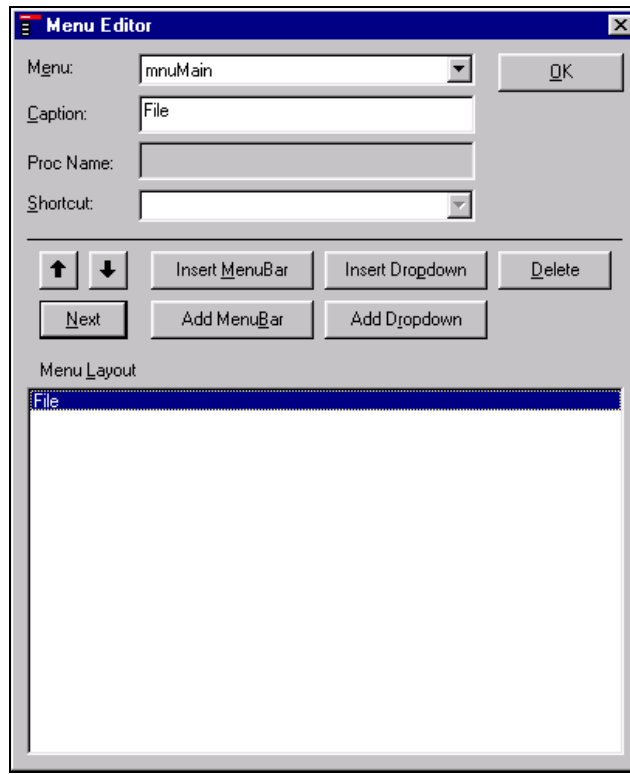 Menu Editor
Menu: mnuMain OK
Caption: File
Proc Name:
Shortcut:
Insert MenuBar Insert Dropdown Delete
Next Add MenuBar Add Dropdown
Menu Layout
File